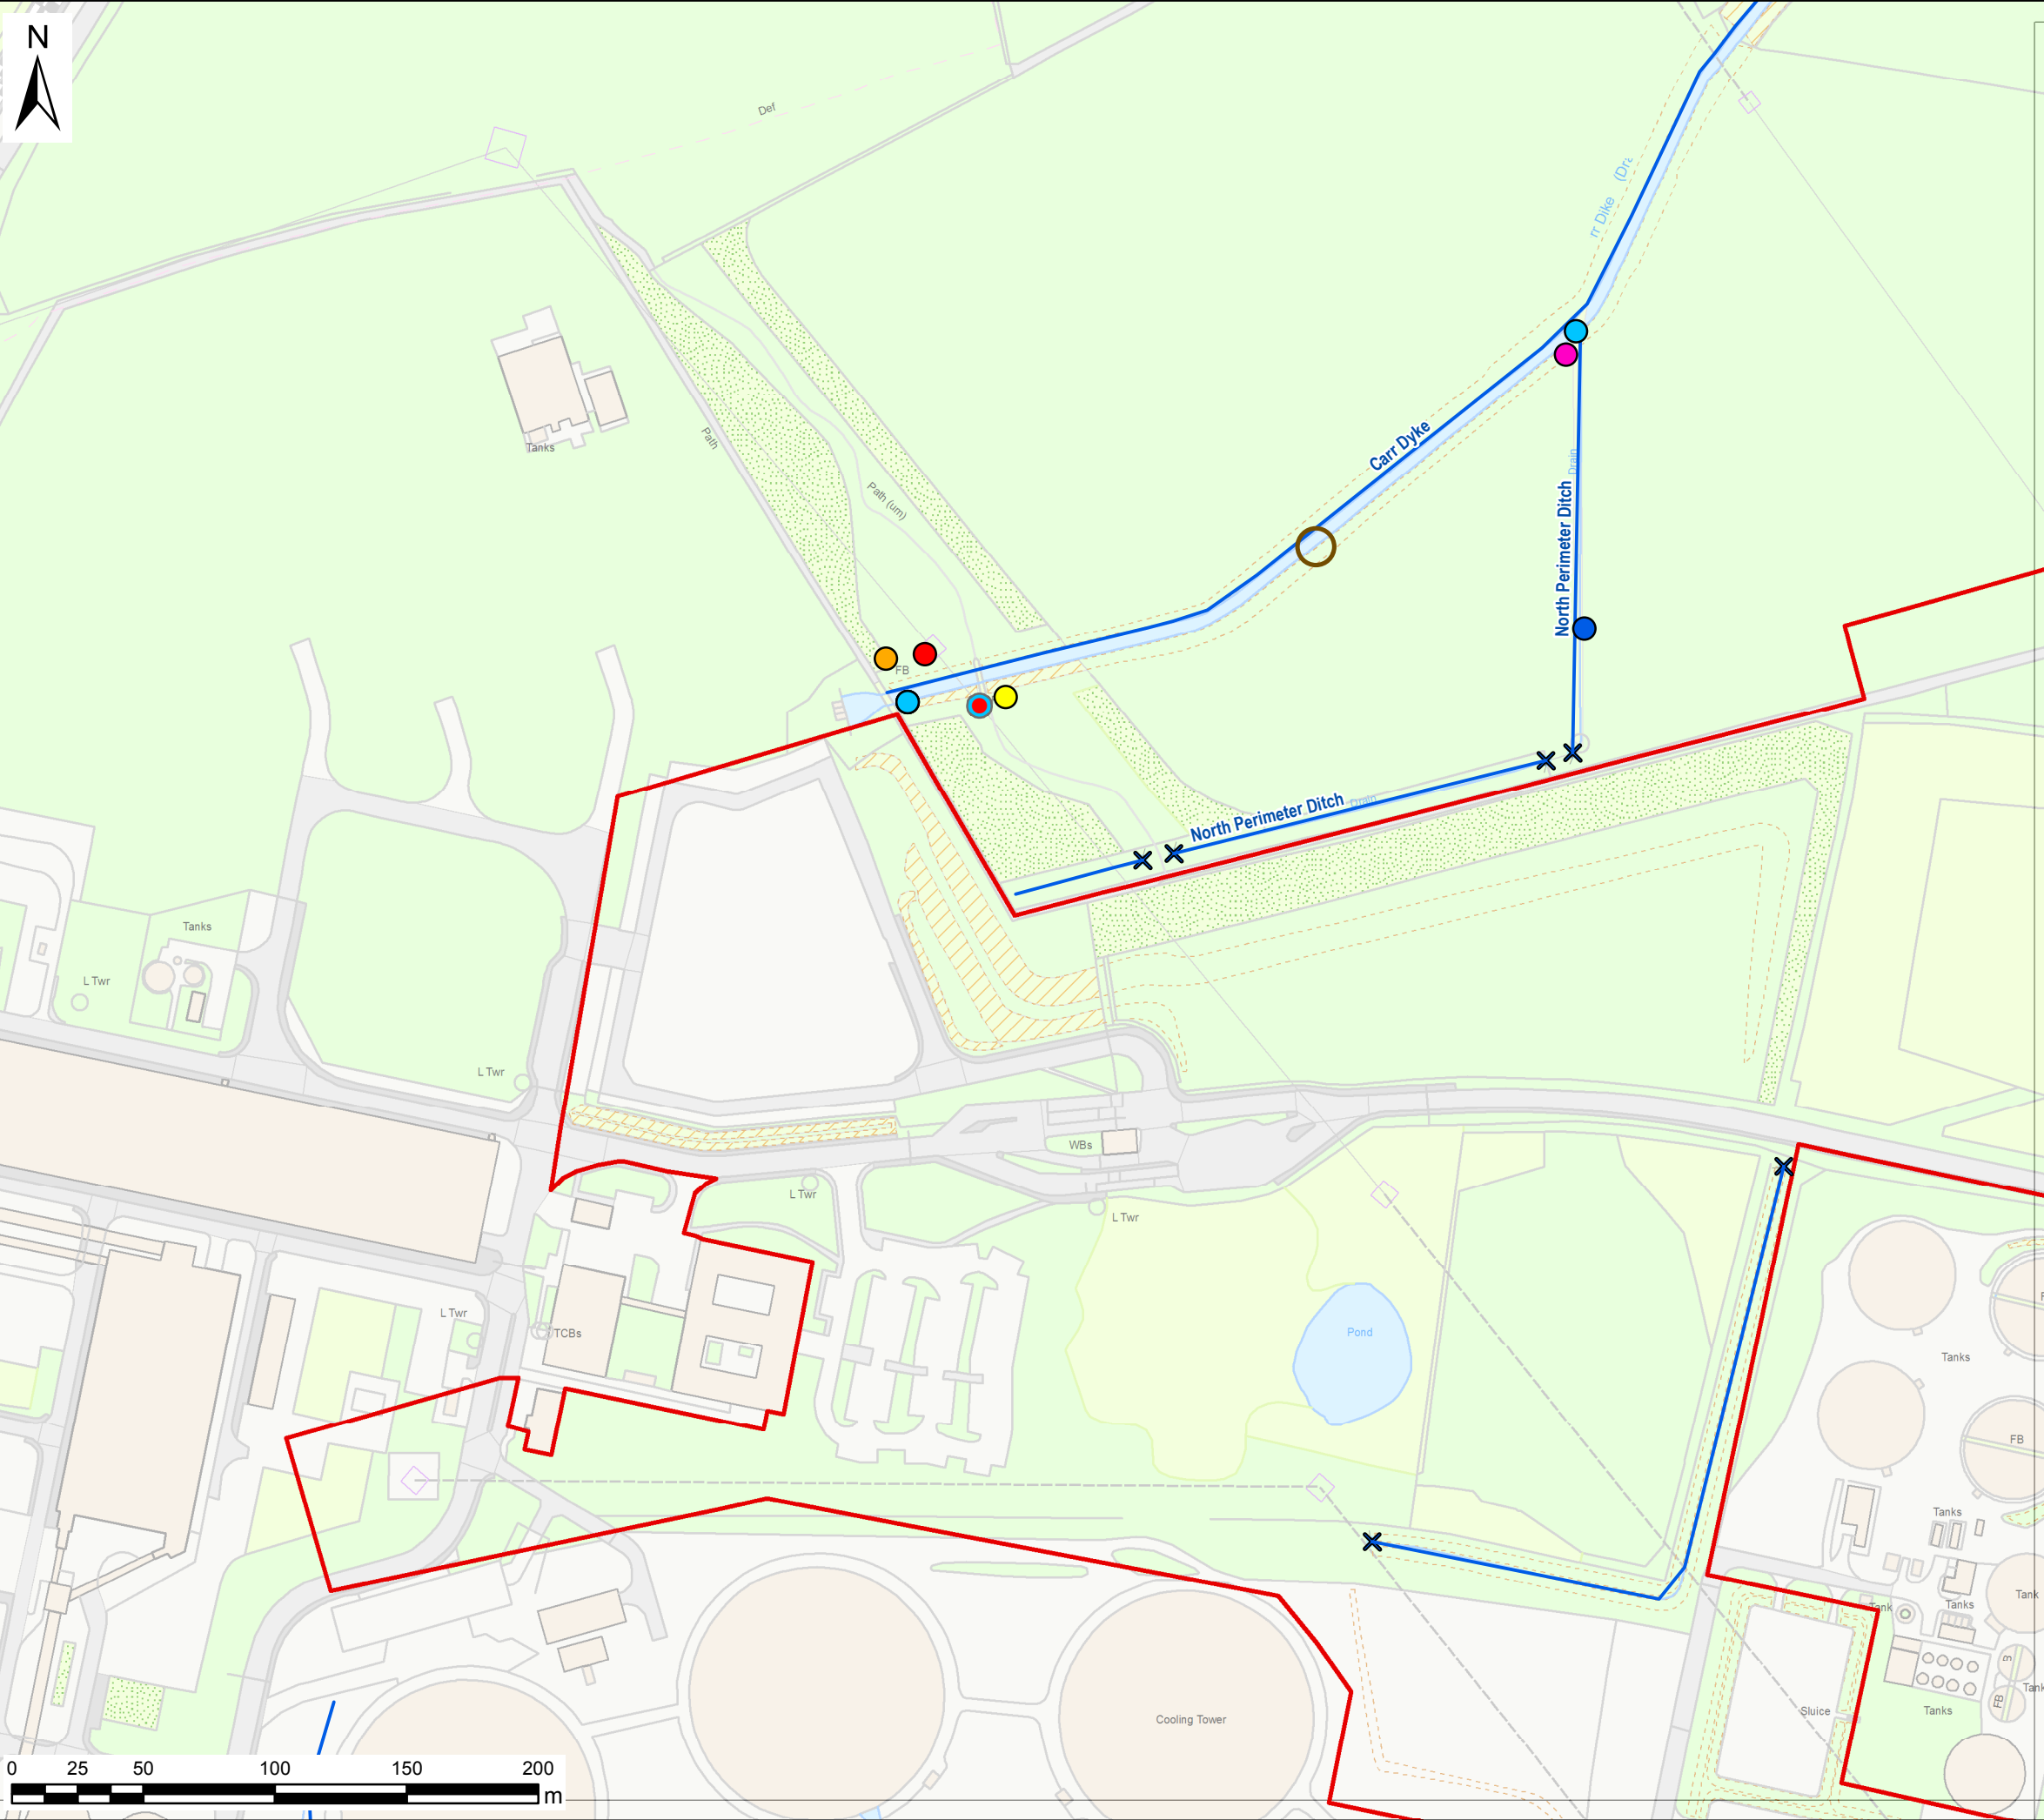 N
Def
rr Dike (Dra
Tanks
Path
Path (um)
Carr Dyke
Drain
North Perimeter Ditch
FB
North Perimeter Ditch
Drain
Tanks
L Twr
L Twr
WBs
L Twr
L Twr
L Twr
TCBs
Pond
Tanks
FB
Tanks
Tank
Tank
Tanks
FB
Tank
Sluice
Tanks
Cooling Tower
0 25 50 100 150 200
m